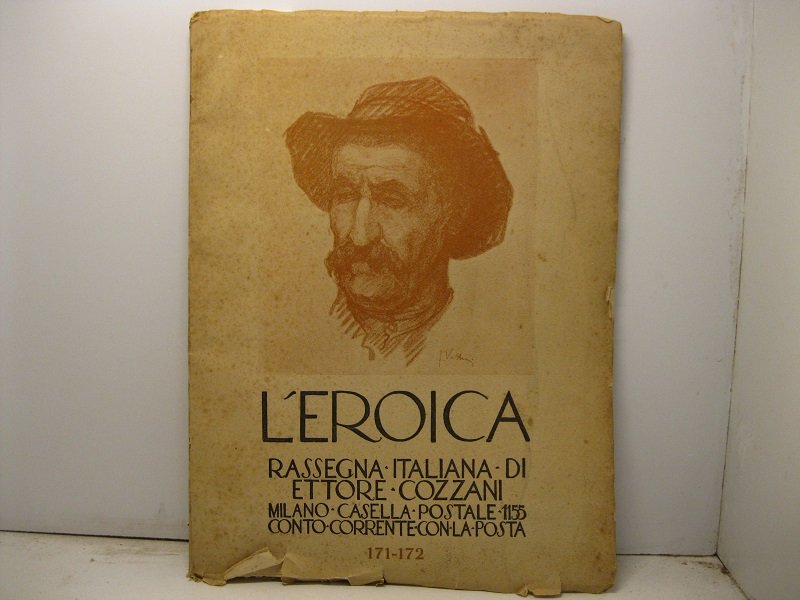 L'EROICA
RASSEGNA · ITALIANA · DI
ETTORE · COZZANI
MILANO · CASELLA · POSTALE · 1155
CONTO · CORRENTE · CON · LA · POSTA
171-172